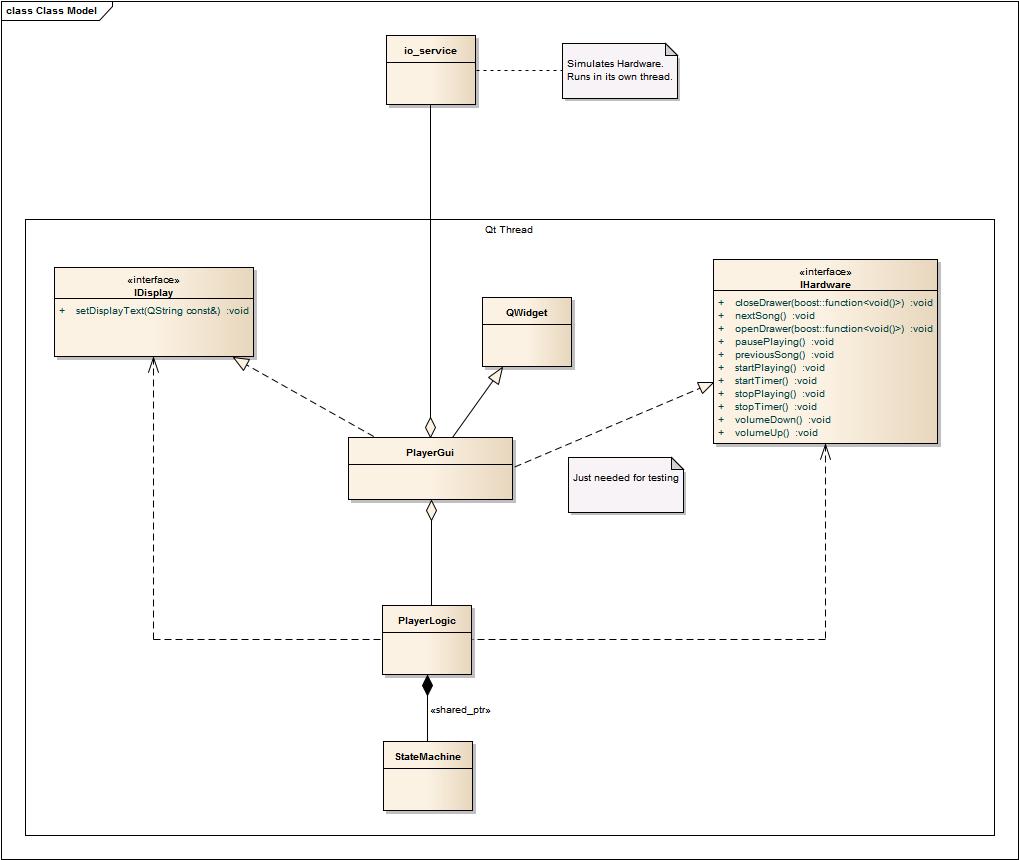 class Class Model
io_service
Simulates Hardware.
Runs in its own thread.
Qt Thread
«interface»
IDisplay
+ setDisplayText(QString const&) :void
QWidget
«interface»
IHardware
+ closeDrawer(boost::function<void()>) :void
+ nextSong() :void
+ openDrawer(boost::function<void()>) :void
+ pausePlaying() :void
+ previousSong() :void
+ startPlaying() :void
+ startTimer() :void
+ stopPlaying() :void
+ stopTimer() :void
+ volumeDown() :void
+ volumeUp() :void
PlayerGui
Just needed for testing
PlayerLogic
«shared_ptr»
StateMachine